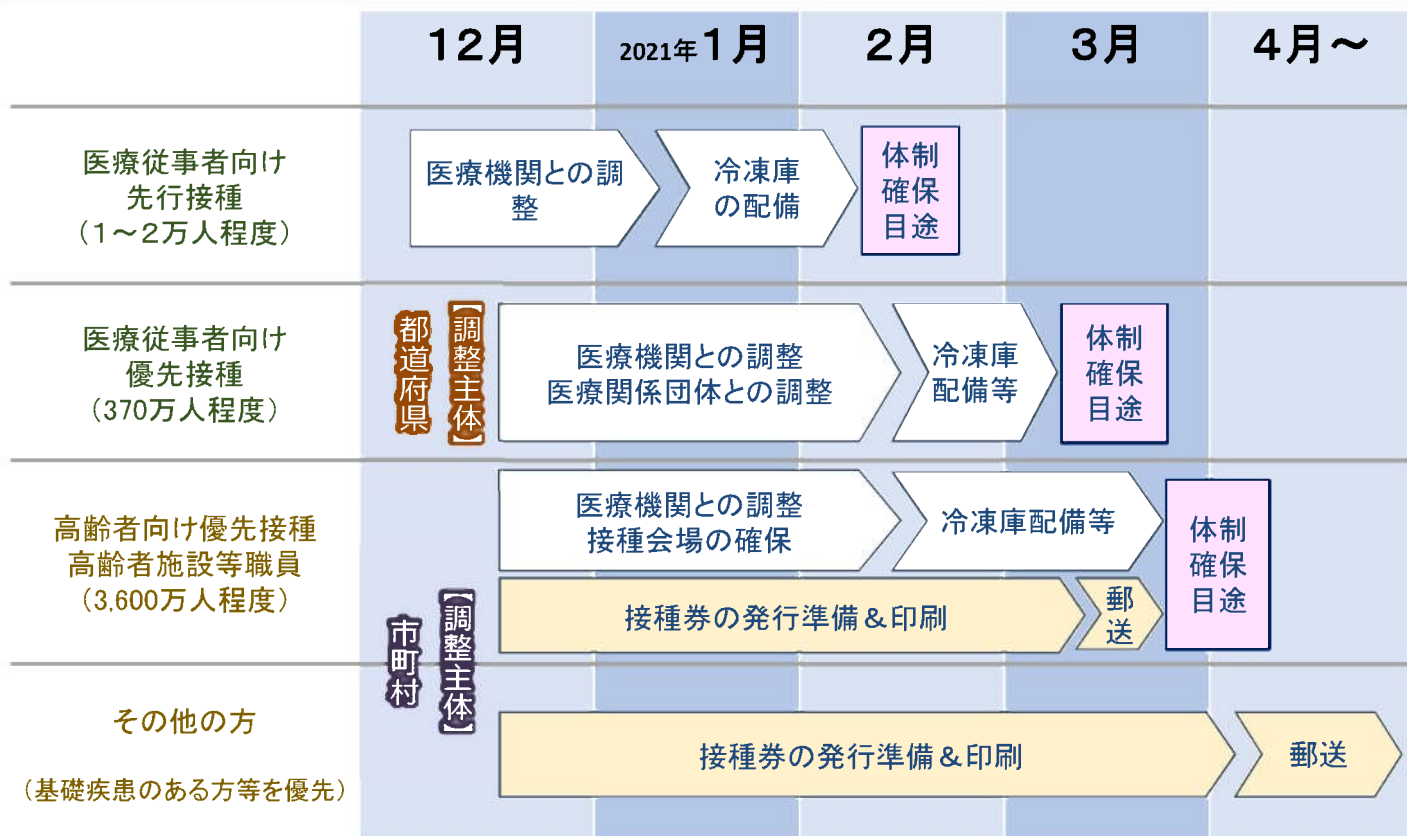 12月
2021年1月
2月
3月
4月～
医療従事者向け
先行接種
（1～2万人程度）
医療機関との調
整
冷凍庫
の配備
体制
確保
目途
医療従事者向け
優先接種
（370万人程度）
【調整主体】
都道府県
医療機関との調整
医療関係団体との調整
冷凍庫
配備等
体制
確保
目途
高齢者向け優先接種
高齢者施設等職員
（3,600万人程度）
医療機関との調整
接種会場の確保
冷凍庫配備等
体制
確保
目途
接種券の発行準備＆印刷
郵
送
【調整主体】
市町村
その他の方
（基礎疾患のある方等を優先）
接種券の発行準備＆印刷
郵送